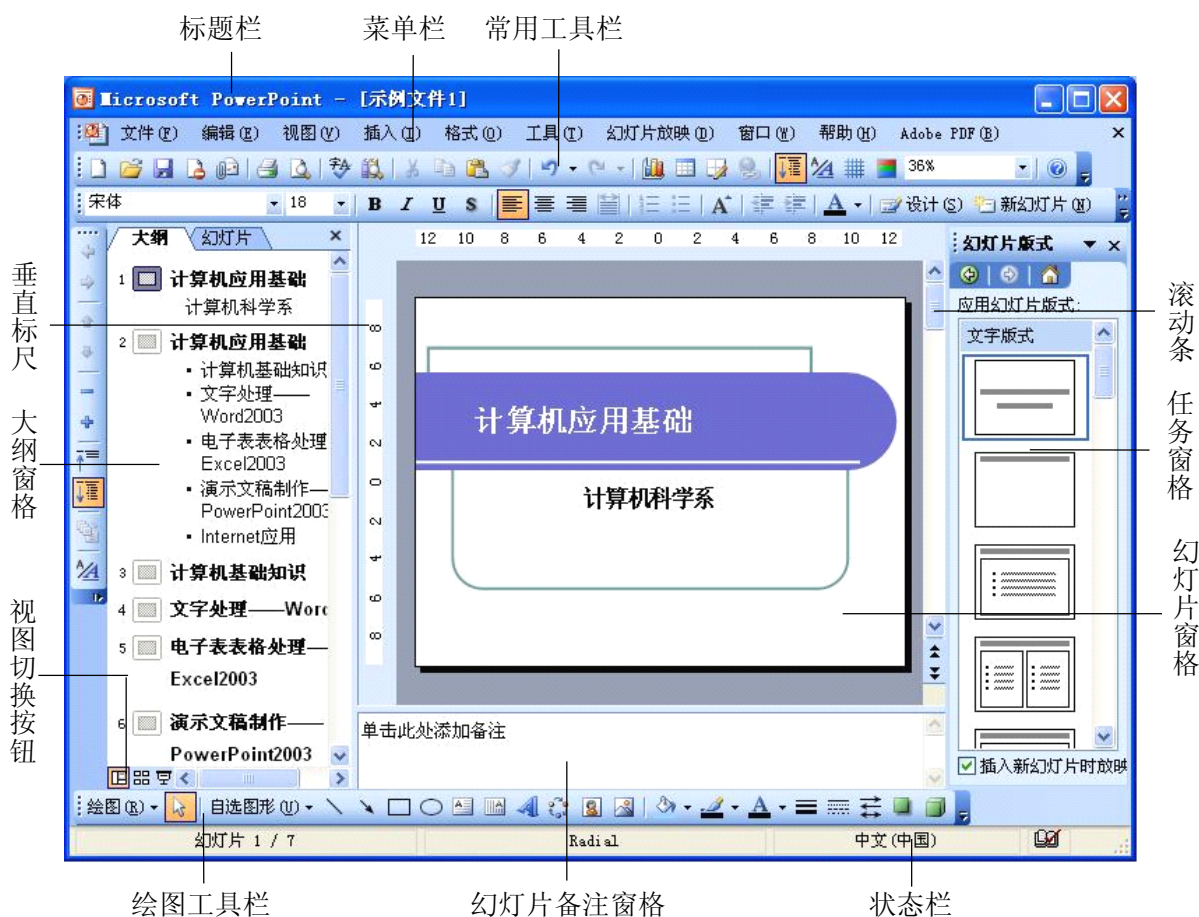 标题栏 菜单栏 常用工具栏
Microsoft PowerPoint - [示例文件1]
文件(F) 编辑(E) 视图(V) 插入(I) 格式(O) 工具(T) 幻灯片放映(D) 窗口(W) 帮助(H) Adobe PDF(B)
36%
宋体 18 B I U S A A 设计(S) 新幻灯片(N)
大纲 幻灯片
12 10 8 6 4 2 0 2 4 6 8 10 12
幻灯片版式
1 计算机应用基础
计算机科学系
2 计算机应用基础
▪ 计算机基础知识
▪ 文字处理——
Word2003
▪ 电子表表格处理
Excel2003
▪ 演示文稿制作—
PowerPoint2003
▪ Internet应用
3 计算机基础知识
4 文字处理——Word
5 电子表表格处理—
Excel2003
6 演示文稿制作——
PowerPoint2003
8
6
4
2
0
2
4
6
8
计算机应用基础
计算机科学系
单击此处添加备注
应用幻灯片版式:
文字版式
插入新幻灯片时放映
绘图(R) 自选图形(U) A
幻灯片 1 / 7 Radial 中文(中国)
垂直标尺
大纲窗格
视图切换按钮
滚动条
任务窗格
幻灯片窗格
绘图工具栏 幻灯片备注窗格 状态栏